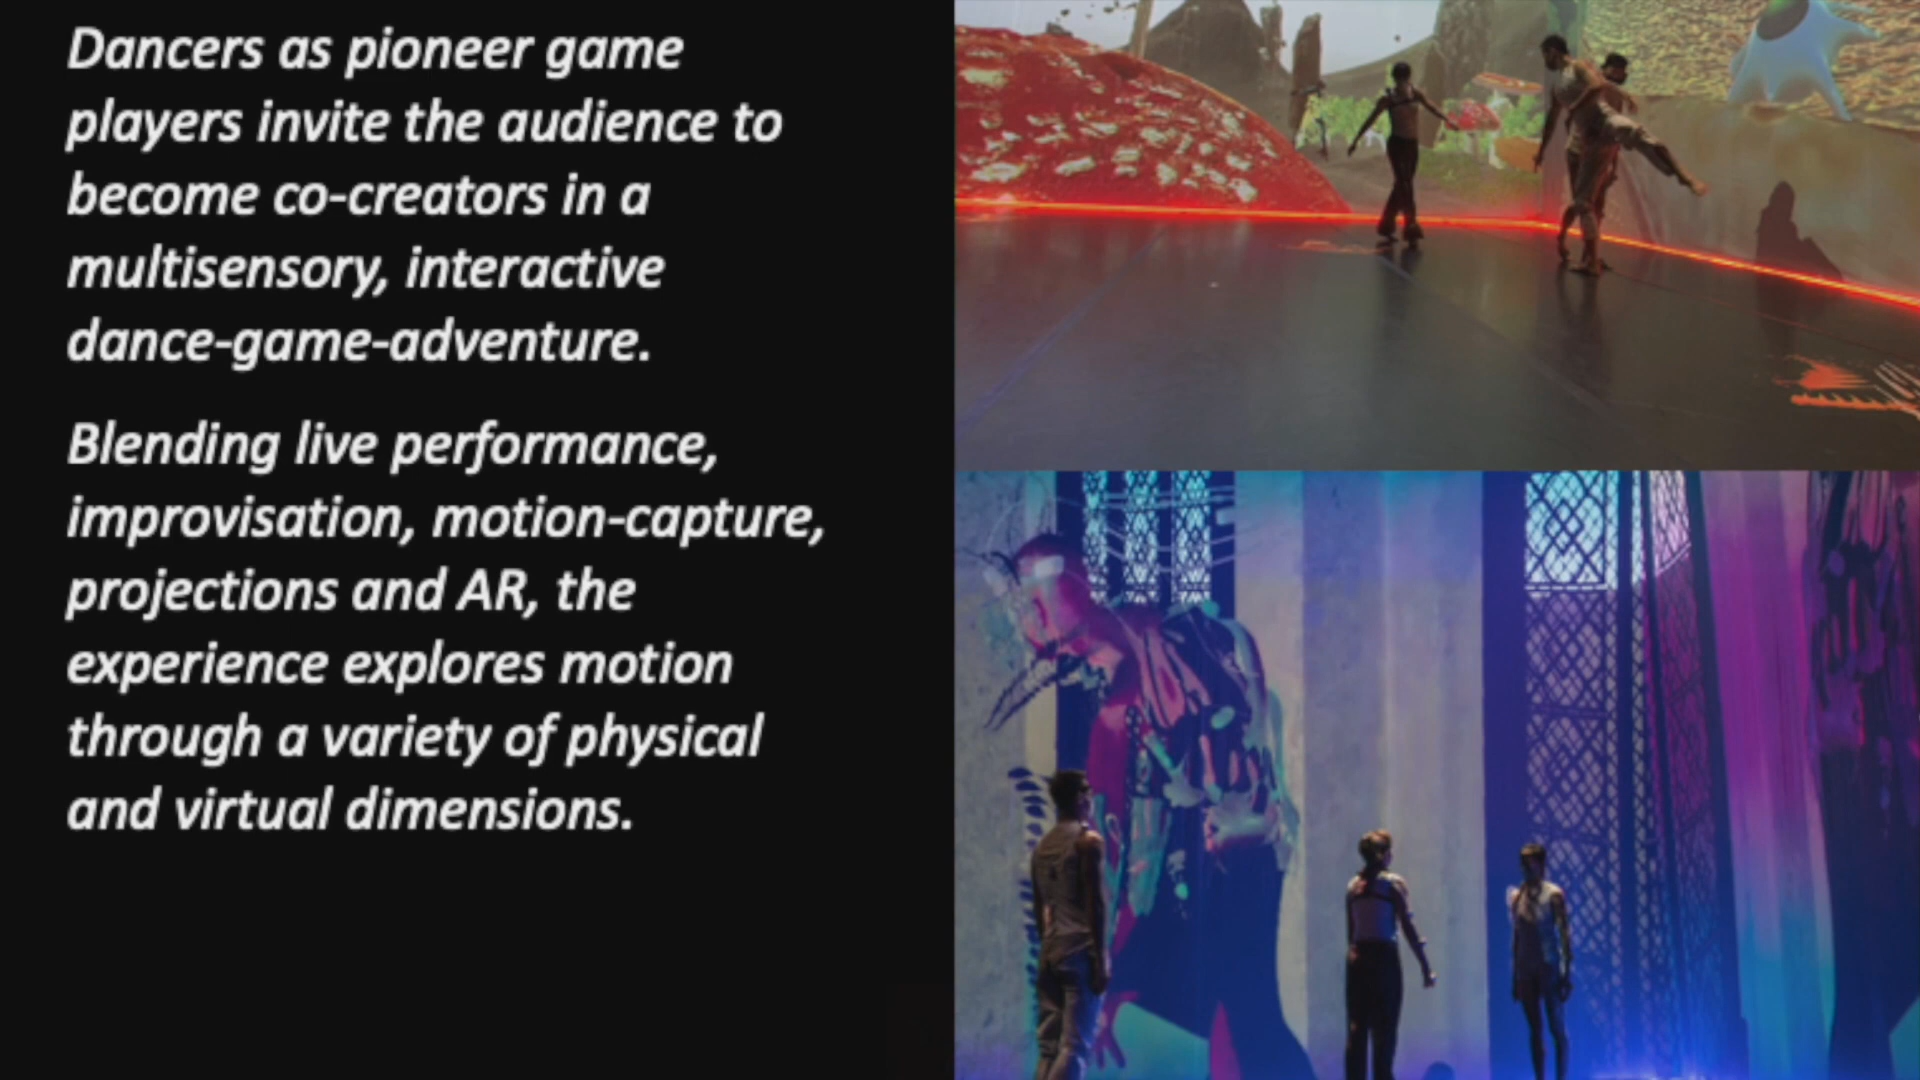 Dancers as pioneer game
players invite the audience to
become co-creators in a
multisensory, interactive
dance-game-adventure.
Blending live performance,
improvisation, motion-capture,
projections and AR, the
experience explores motion
through a variety of physical
and virtual dimensions.